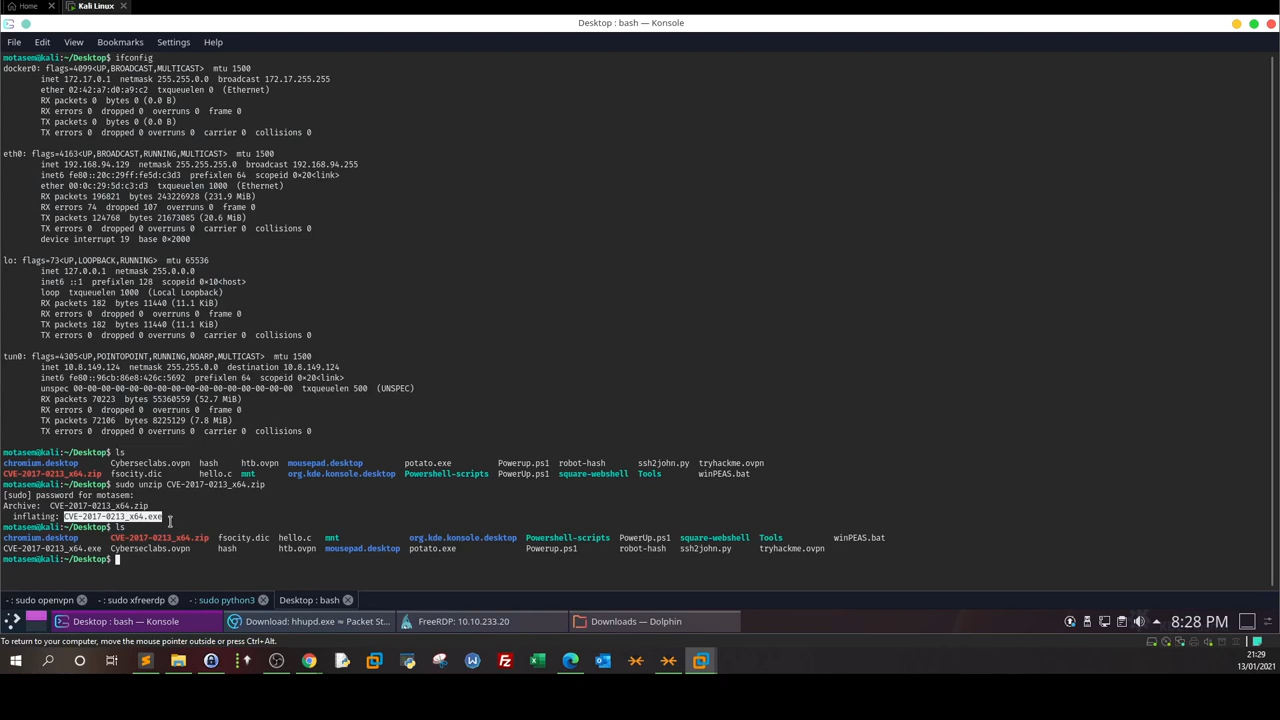 Home
Kali Linux
Desktop : bash — Konsole
File Edit View Bookmarks Settings Help
motasem@kali:~/Desktop$ ifconfig
docker0: flags=4099<UP,BROADCAST,MULTICAST> mtu 1500
inet 172.17.0.1 netmask 255.255.0.0 broadcast 172.17.255.255
ether 02:42:a7:d0:a9:c2 txqueuelen 0 (Ethernet)
RX packets 0 bytes 0 (0.0 B)
RX errors 0 dropped 0 overruns 0 frame 0
TX packets 0 bytes 0 (0.0 B)
TX errors 0 dropped 0 overruns 0 carrier 0 collisions 0
eth0: flags=4163<UP,BROADCAST,RUNNING,MULTICAST> mtu 1500
inet 192.168.94.129 netmask 255.255.255.0 broadcast 192.168.94.255
inet6 fe80::20c:29ff:fe5d:c3d3 prefixlen 64 scopeid 0×20<link>
ether 00:0c:29:5d:c3:d3 txqueuelen 1000 (Ethernet)
RX packets 196821 bytes 243226928 (231.9 MiB)
RX errors 74 dropped 107 overruns 0 frame 0
TX packets 124768 bytes 21673085 (20.6 MiB)
TX errors 0 dropped 0 overruns 0 carrier 0 collisions 0
device interrupt 19 base 0×2000
lo: flags=73<UP,LOOPBACK,RUNNING> mtu 65536
inet 127.0.0.1 netmask 255.0.0.0
inet6 ::1 prefixlen 128 scopeid 0×10<host>
loop txqueuelen 1000 (Local Loopback)
RX packets 182 bytes 11440 (11.1 KiB)
RX errors 0 dropped 0 overruns 0 frame 0
TX packets 182 bytes 11440 (11.1 KiB)
TX errors 0 dropped 0 overruns 0 carrier 0 collisions 0
tun0: flags=4305<UP,POINTOPOINT,RUNNING,NOARP,MULTICAST> mtu 1500
inet 10.8.149.124 netmask 255.255.0.0 destination 10.8.149.124
inet6 fe80::96cb:86e8:426c:5692 prefixlen 64 scopeid 0×20<link>
unspec 00-00-00-00-00-00-00-00-00-00-00-00-00-00-00-00 txqueuelen 500 (UNSPEC)
RX packets 70223 bytes 55360559 (52.7 MiB)
RX errors 0 dropped 0 overruns 0 frame 0
TX packets 72106 bytes 8225129 (7.8 MiB)
TX errors 0 dropped 0 overruns 0 carrier 0 collisions 0
motasem@kali:~/Desktop$ ls
chromium.desktop Cyberseclabs.ovpn hash htb.ovpn mousepad.desktop potato.exe Powerup.ps1 robot-hash ssh2john.py tryhackme.ovpn
CVE-2017-0213_x64.zip fsociety.dic hello.c mnt org.kde.konsole.desktop Powershell-scripts PowerUp.ps1 square-webshell Tools winPEAS.bat
motasem@kali:~/Desktop$ sudo unzip CVE-2017-0213_x64.zip
[sudo] password for motasem:
Archive: CVE-2017-0213_x64.zip
inflating: CVE-2017-0213_x64.exe
motasem@kali:~/Desktop$ ls
chromium.desktop CVE-2017-0213_x64.zip fsocity.dic hello.c mnt org.kde.konsole.desktop Powershell-scripts PowerUp.ps1 square-webshell Tools winPEAS.bat
CVE-2017-0213_x64.exe Cyberseclabs.ovpn hash htb.ovpn mousepad.desktop potato.exe Powerup.ps1 robot-hash ssh2john.py tryhackme.ovpn
motasem@kali:~/Desktop$
- : sudo openvpn - : sudo xfreerdp - : sudo python3 Desktop : bash
Desktop : bash — Konsole Download: hhupd.exe ≈ Packet St... FreeRDP: 10.10.233.20 Downloads — Dolphin 8:28 PM
To return to your computer, move the mouse pointer outside or press Ctrl+Alt.
21:29
13/01/2021